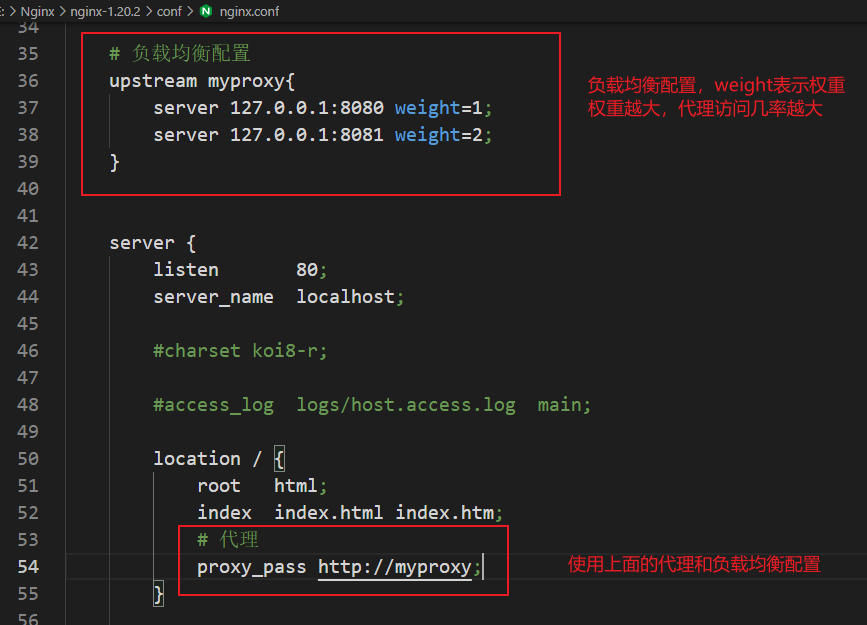 : > Nginx > nginx-1.20.2 > conf > nginx.conf
34
35 # 负载均衡配置 负载均衡配置，weight表示权重
36 upstream myproxy{ 权重越大，代理访问几率越大
37 server 127.0.0.1:8080 weight=1;
38 server 127.0.0.1:8081 weight=2;
39 }
40
41
42 server {
43 listen 80;
44 server_name localhost;
45
46 #charset koi8-r;
47
48 #access_log logs/host.access.log main;
49
50 location / {
51 root html;
52 index index.html index.htm;
53 # 代理
54 proxy_pass http://myproxy; 使用上面的代理和负载均衡配置
55 }
56